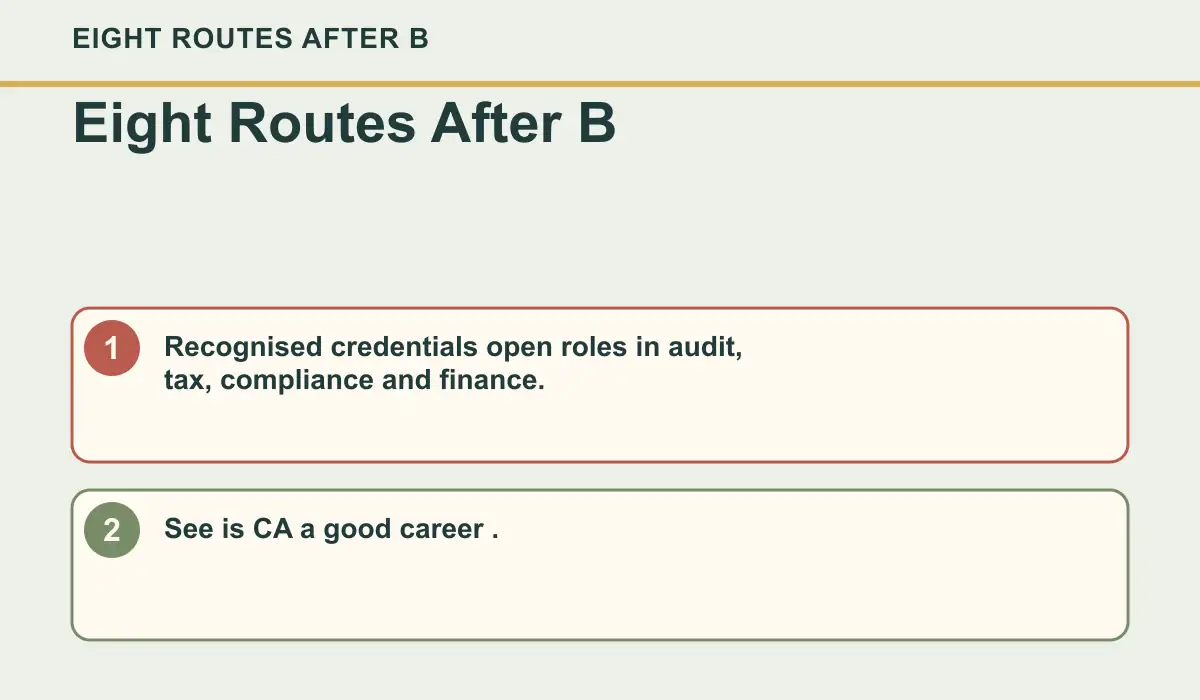 EIGHT ROUTES AFTER B
Eight Routes After B
1
Recognised credentials open roles in audit,
tax, compliance and finance.
2
See is CA a good career .